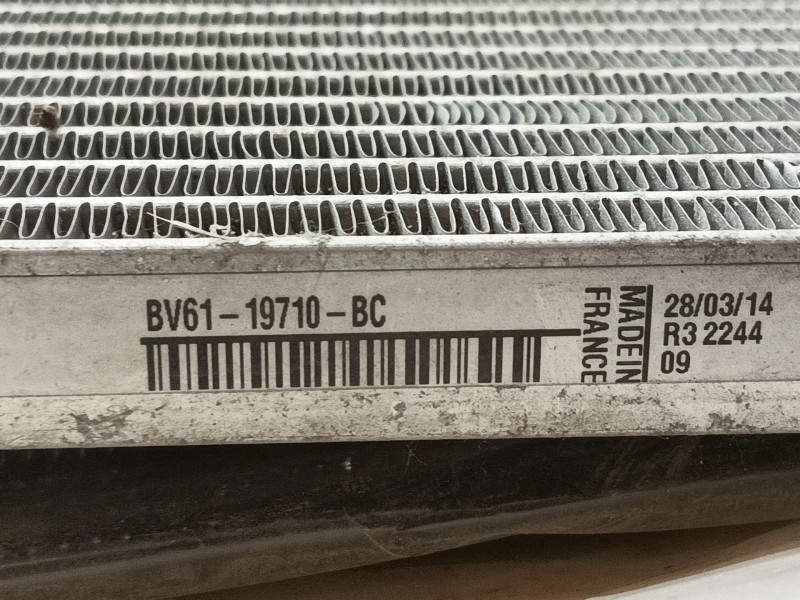 BV61-19710-BC
MADE IN
FRANCE
28/03/14
R3 2244
09